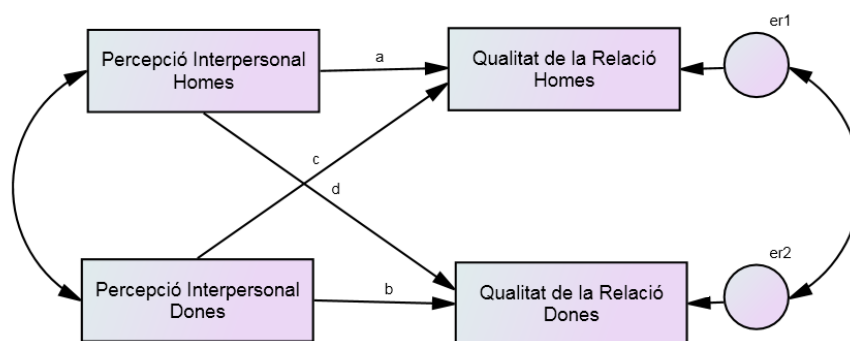 er1
Percepció Interpersonal
Homes
a
Qualitat de la Relació
Homes
c
d
er2
Percepció Interpersonal
Dones
b
Qualitat de la Relació
Dones